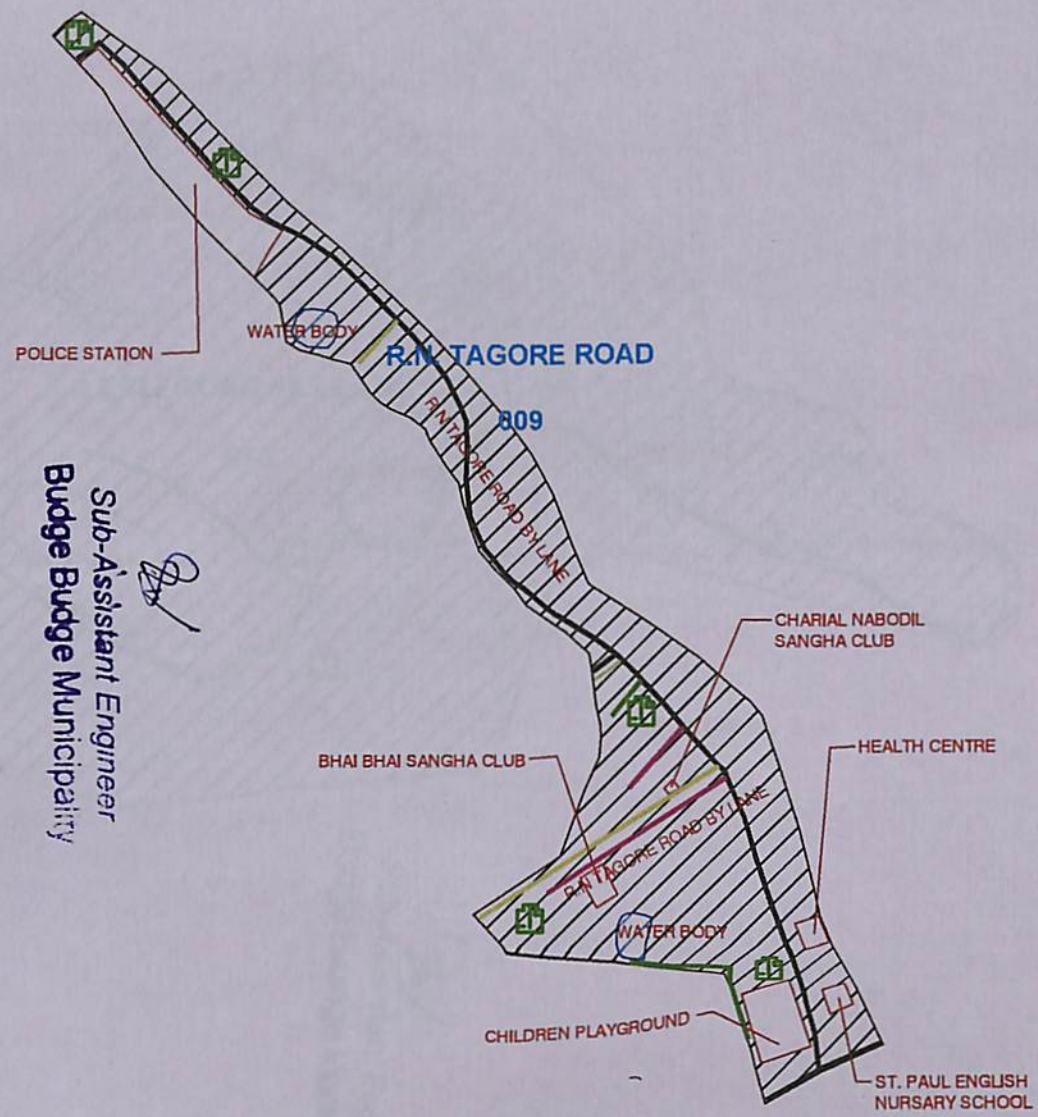 POLICE STATION
WATER BODY
R.N. TAGORE ROAD
609
R.N TAGORE ROAD BY LANE
Sub-Assistant Engineer
Budge Budge Municipality
CHARIAL NABODIL
SANGHA CLUB
BHAI BHAI SANGHA CLUB
HEALTH CENTRE
R.N TAGORE ROAD BY LANE
WATER BODY
CHILDREN PLAYGROUND
ST. PAUL ENGLISH
NURSARY SCHOOL